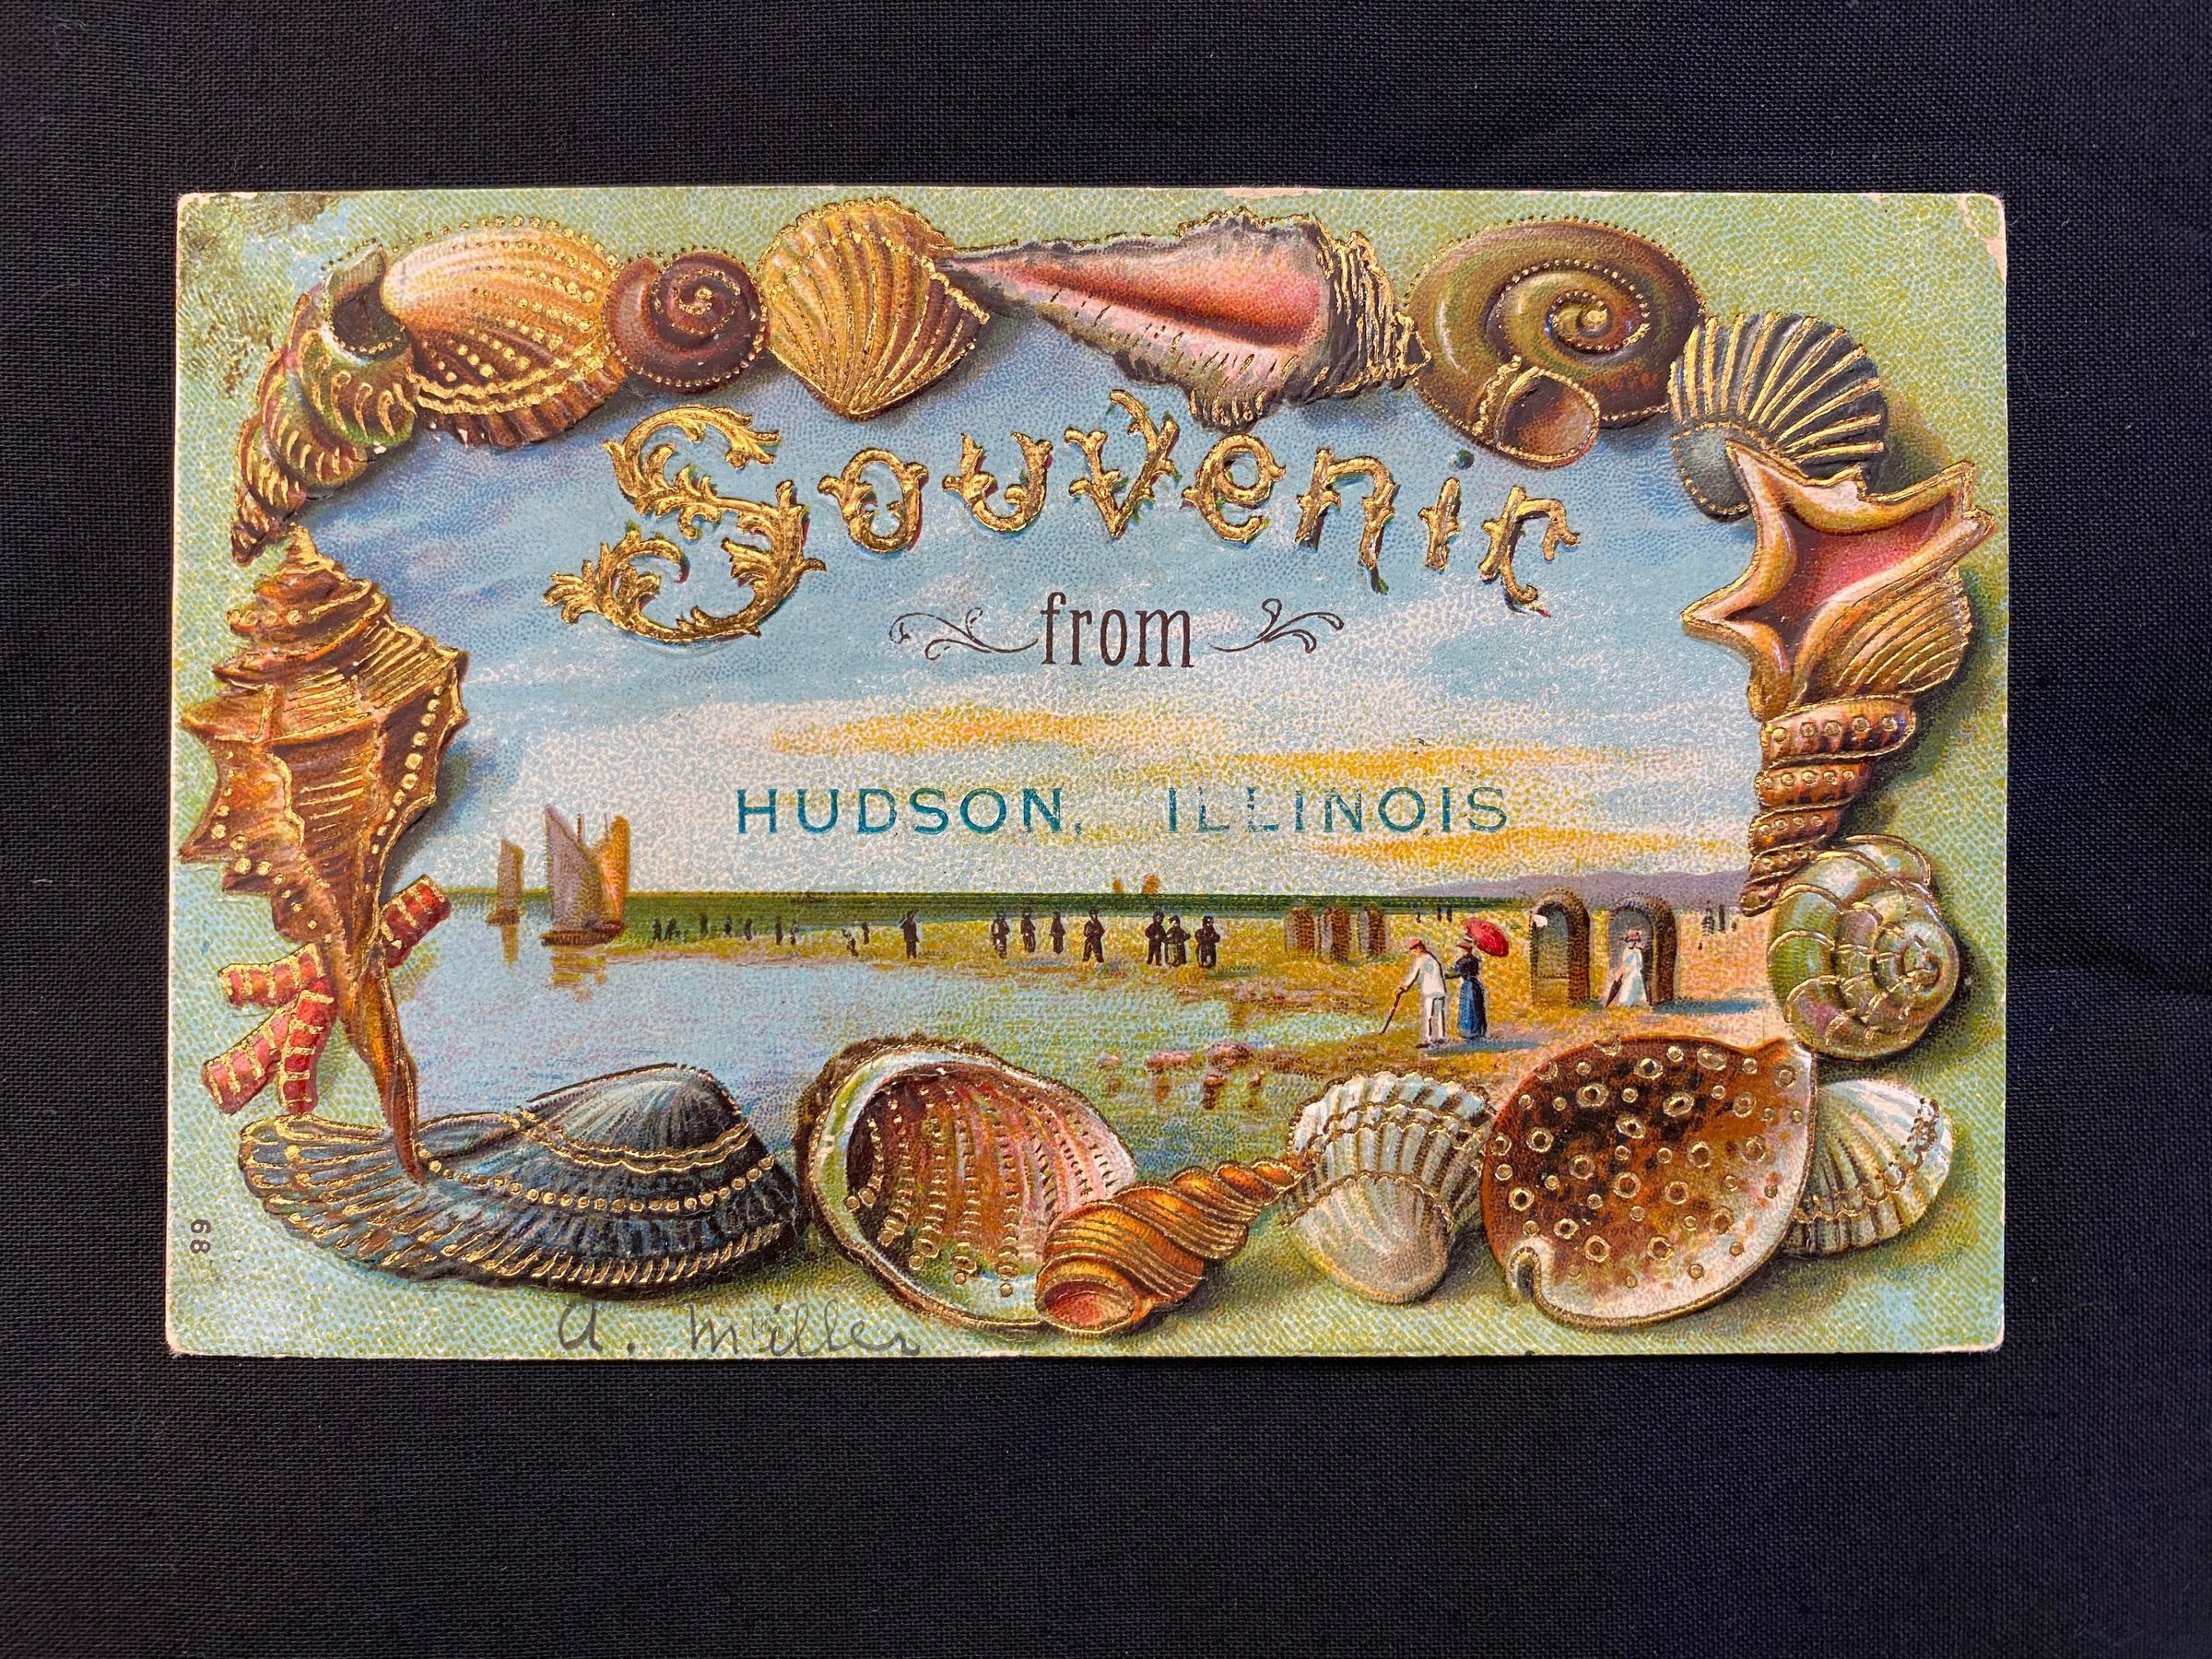 Souvenir
from
HUDSON, ILLINOIS
68
A. Miller